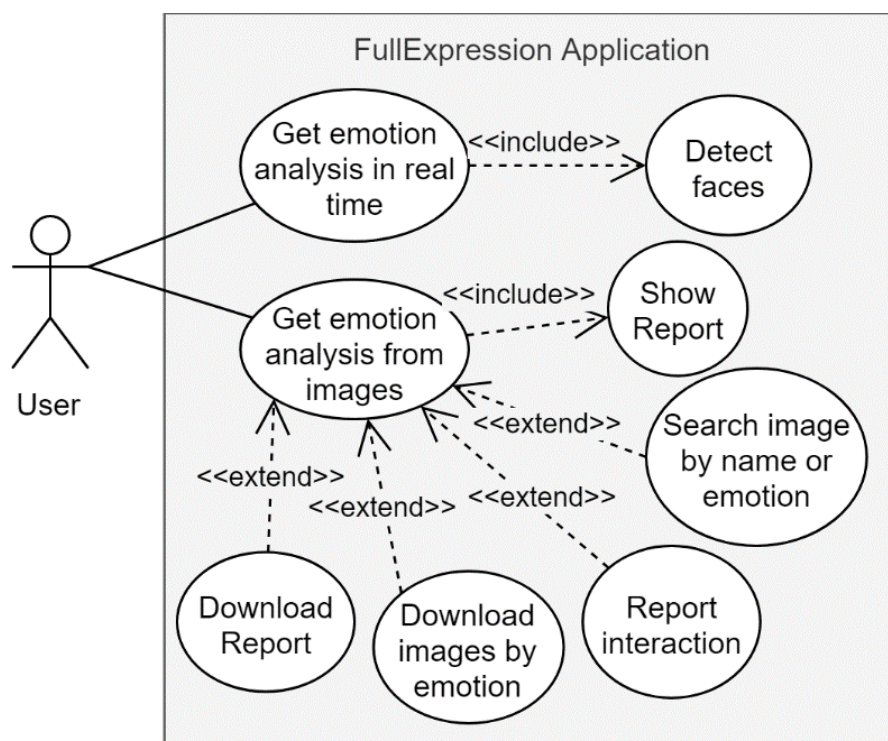 FullExpression Application
Get emotion
analysis in real
time
<<include>>
Detect
faces
User
Get emotion
analysis from
images
<<include>>
Show
Report
<<extend>>
Search image
by name or
emotion
<<extend>>
<<extend>>
<<extend>>
Download
Report
Download
images by
emotion
Report
interaction